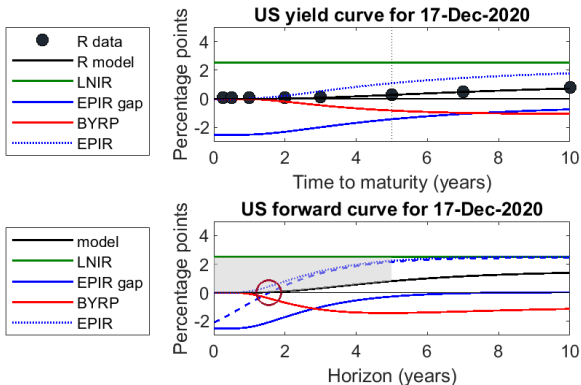 US yield curve for 17-Dec-2020
R data
R model
LNIR
EPIR gap
BYRP
EPIR
Percentage points
4
2
0
-2
0
2
4
6
8
10
Time to maturity (years)
US forward curve for 17-Dec-2020
model
LNIR
EPIR gap
BYRP
EPIR
Percentage points
4
2
0
-2
0
2
4
6
8
10
Horizon (years)